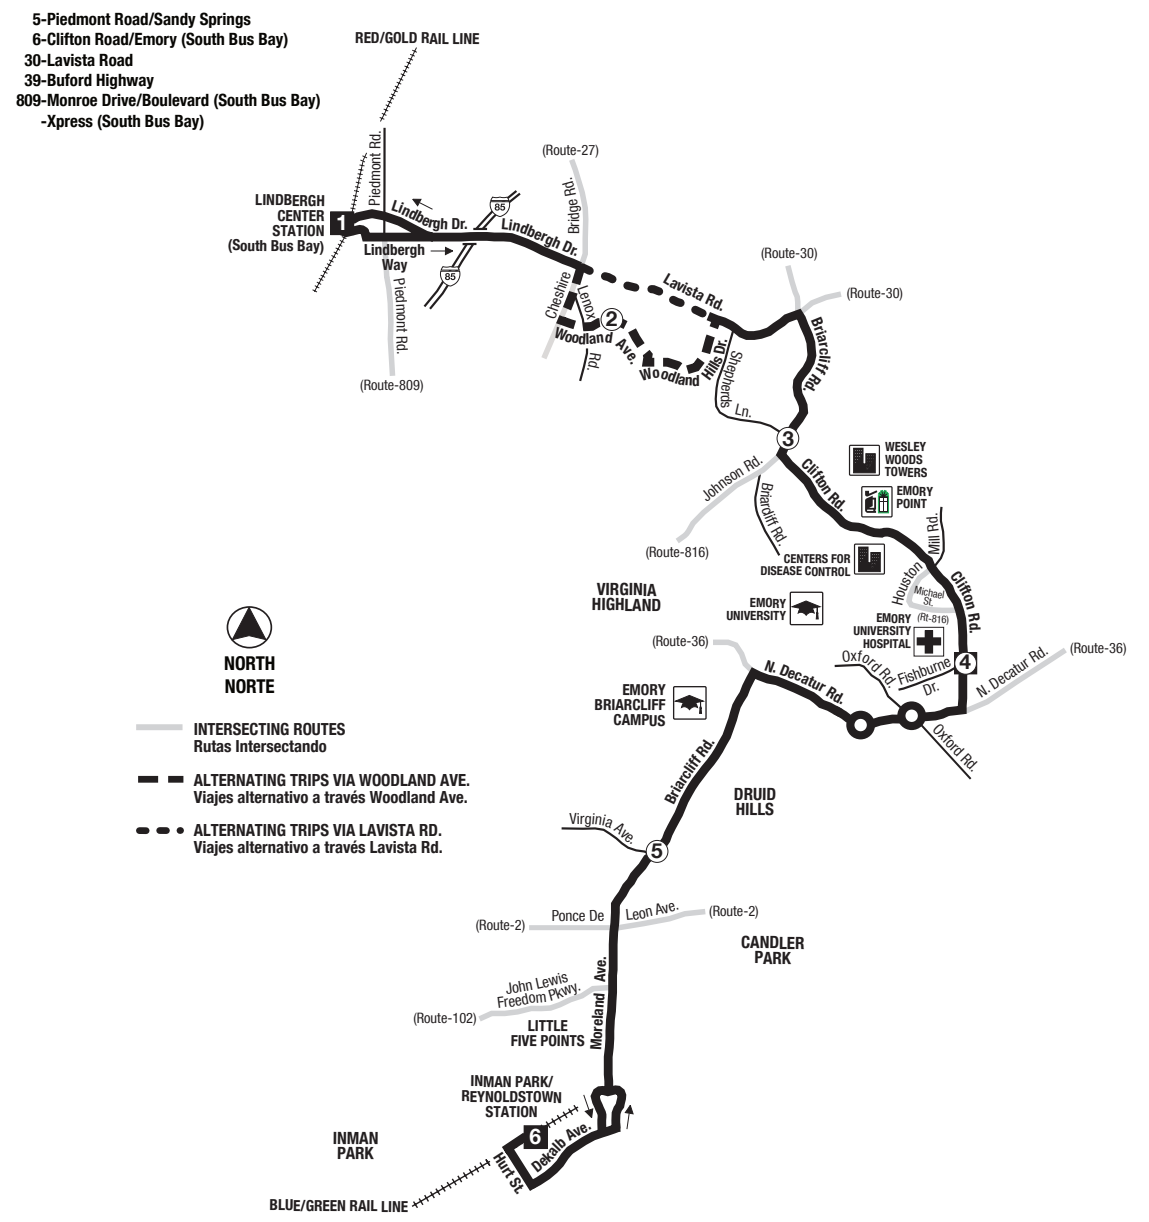 5-Piedmont Road/Sandy Springs
6-Clifton Road/Emory (South Bus Bay)
30-Lavista Road
39-Buford Highway
809-Monroe Drive/Boulevard (South Bus Bay)
-Xpress (South Bus Bay)
RED/GOLD RAIL LINE
Piedmont Rd.
(Route-27)
Bridge Rd.
LINDBERGH
CENTER
STATION
(South Bus Bay)
1
Lindbergh Dr.
85
Lindbergh Dr.
Lindbergh
Way
85
Piedmont Rd.
(Route-809)
Cheshire
Lenox
Rd.
2
Woodland
Ave.
Woodland
Hills Dr.
Lavista Rd.
(Route-30)
(Route-30)
Briarcliff Rd.
Shepherds
Ln.
3
Johnson Rd.
(Route-816)
Briarcliff Rd.
Clifton Rd.
WESLEY
WOODS
TOWERS
EMORY
POINT
Mill Rd.
CENTERS FOR
DISEASE CONTROL
Houston
Michael
St.
(Rt-816)
Clifton Rd.
VIRGINIA
HIGHLAND
EMORY
UNIVERSITY
EMORY
UNIVERSITY
HOSPITAL
(Route-36)
Oxford Rd.
Fishburne
Dr.
4
N. Decatur Rd.
(Route-36)
N. Decatur Rd.
Oxford Rd.
NORTH
NORTE
EMORY
BRIARCLIFF
CAMPUS
INTERSECTING ROUTES
Rutas Intersectando
ALTERNATING TRIPS VIA WOODLAND AVE.
Viajes alternativo a través Woodland Ave.
ALTERNATING TRIPS VIA LAVISTA RD.
Viajes alternativo a través Lavista Rd.
Briarcliff Rd.
DRUID
HILLS
Virginia Ave.
5
(Route-2)
Ponce De
Leon Ave.
(Route-2)
CANDLER
PARK
Moreland Ave.
John Lewis
Freedom Pkwy.
(Route-102)
LITTLE
FIVE POINTS
INMAN PARK/
REYNOLDSTOWN
STATION
6
Dekalb Ave.
Hurt St.
INMAN
PARK
BLUE/GREEN RAIL LINE